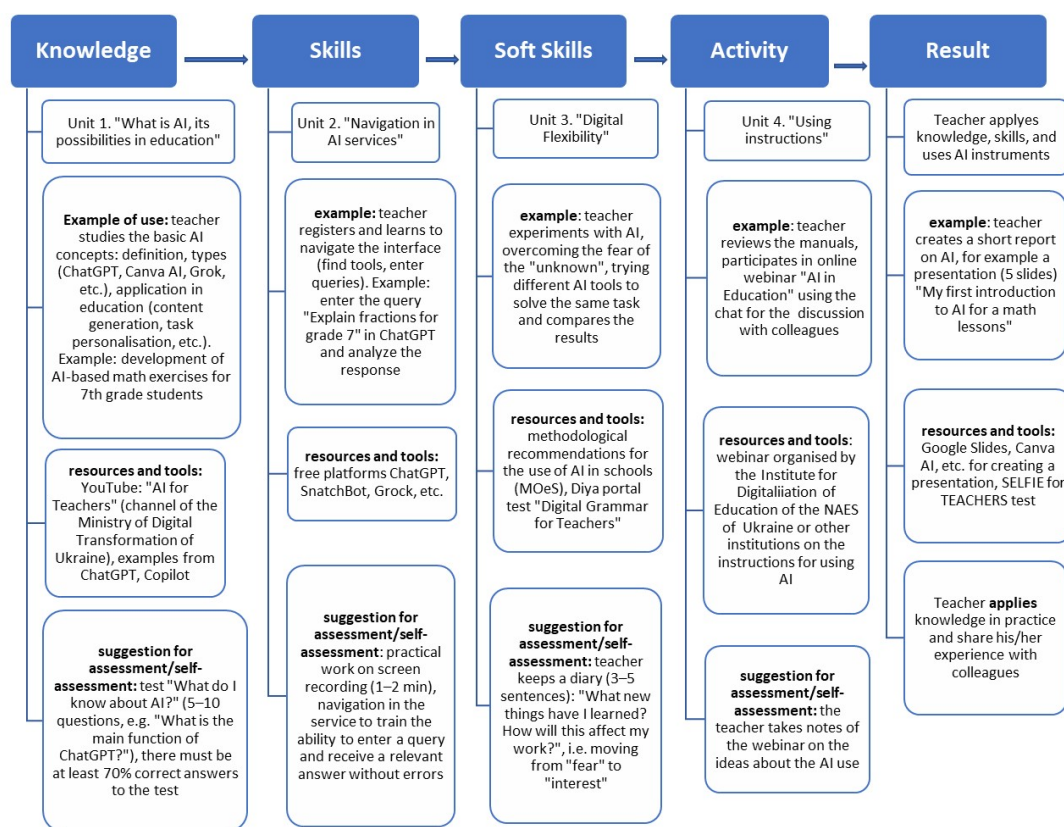 Knowledge
Skills
Soft Skills
Activity
Result
Unit 1. "What is AI, its
possibilities in education"
Example of use: teacher
studies the basic AI
concepts: definition, types
(ChatGPT, Canva AI, Grok,
etc.), application in
education (content
generation, task
personalisation, etc.).
Example: development of
AI-based math exercises for
7th grade students
resources and tools:
YouTube: "AI for
Teachers" (channel of the
Ministry of Digital
Transformation of
Ukraine), examples from
ChatGPT, Copilot
suggestion for
assessment/self-
assessment: test "What do I
know about AI?" (5–10
questions, e.g. "What is the
main function of
ChatGPT?"), there must be
at least 70% correct answers
to the test
Unit 2. "Navigation in
AI services"
example: teacher
registers and learns to
navigate the interface
(find tools, enter
queries). Example:
enter the query
"Explain fractions for
grade 7" in ChatGPT
and analyze the
response
resources and tools:
free platforms ChatGPT,
SnatchBot, Grock, etc.
suggestion for
assessment/self-
assessment: practical
work on screen
recording (1–2 min),
navigation in the
service to train the
ability to enter a query
and receive a relevant
answer without errors
Unit 3. "Digital
Flexibility"
example: teacher
experiments with AI,
overcoming the fear of
the "unknown", trying
different AI tools to
solve the same task
and compares the
results
resources and tools:
methodological
recommendations for
the use of AI in schools
(MOeS), Diya portal
test "Digital Grammar
for Teachers"
suggestion for
assessment/self-
assessment: teacher
keeps a diary (3–5
sentences): "What new
things have I learned?
How will this affect my
work?", i.e. moving
from "fear" to
"interest"
Unit 4. "Using
instructions"
example: teacher
reviews the manuals,
participates in online
webinar "AI in
Education" using the
chat for the discussion
with colleagues
resources and tools:
webinar organised by
the Institute for
Digitaliiation of
Education of the NAES
of Ukraine or other
institutions on the
instructions for using
AI
suggestion for
assessment/self-
assessment: the
teacher takes notes
of the webinar on the
ideas about the AI use
Teacher applyes
knowledge, skills, and
uses AI instruments
example: teacher
creates a short report
on AI, for example a
presentation (5 slides)
"My first introduction
to AI for a math
lessons"
resources and tools:
Google Slides, Canva
AI, etc. for creating a
presentation, SELFIE for
TEACHERS test
Teacher applies
knowledge in practice
and share his/her
experience with
colleagues